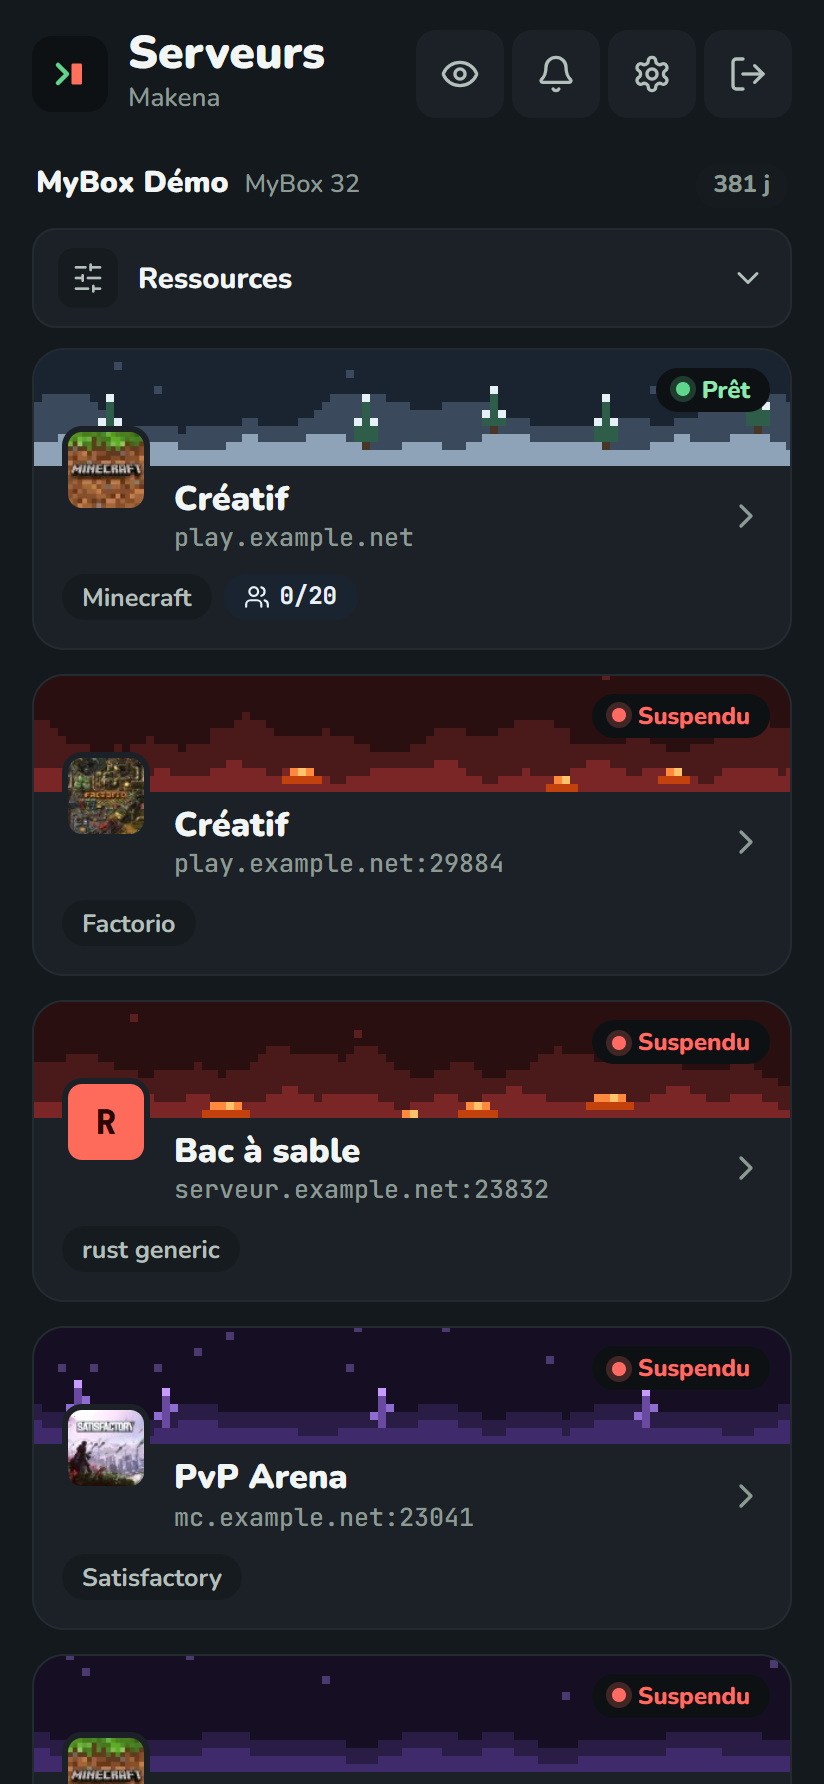 Serveurs
Makena
MyBox Démo MyBox 32 381 j
Ressources
Prêt
MINECRAFT
Créatif
play.example.net
Minecraft 0/20
Suspendu
FACTORIO
Créatif
play.example.net:29884
Factorio
Suspendu
R
Bac à sable
serveur.example.net:23832
rust generic
Suspendu
SATISFACTORY
PvP Arena
mc.example.net:23041
Satisfactory
Suspendu
MINECRAFT